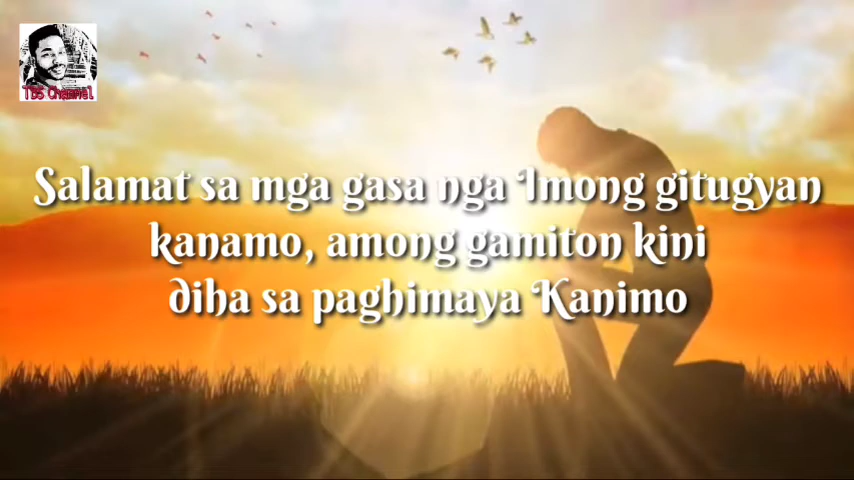 TBS Channel
Salamat sa mga gasa nga Imong gitugyan
kanamo, among gamiton kini
diha sa paghimaya Kanimo